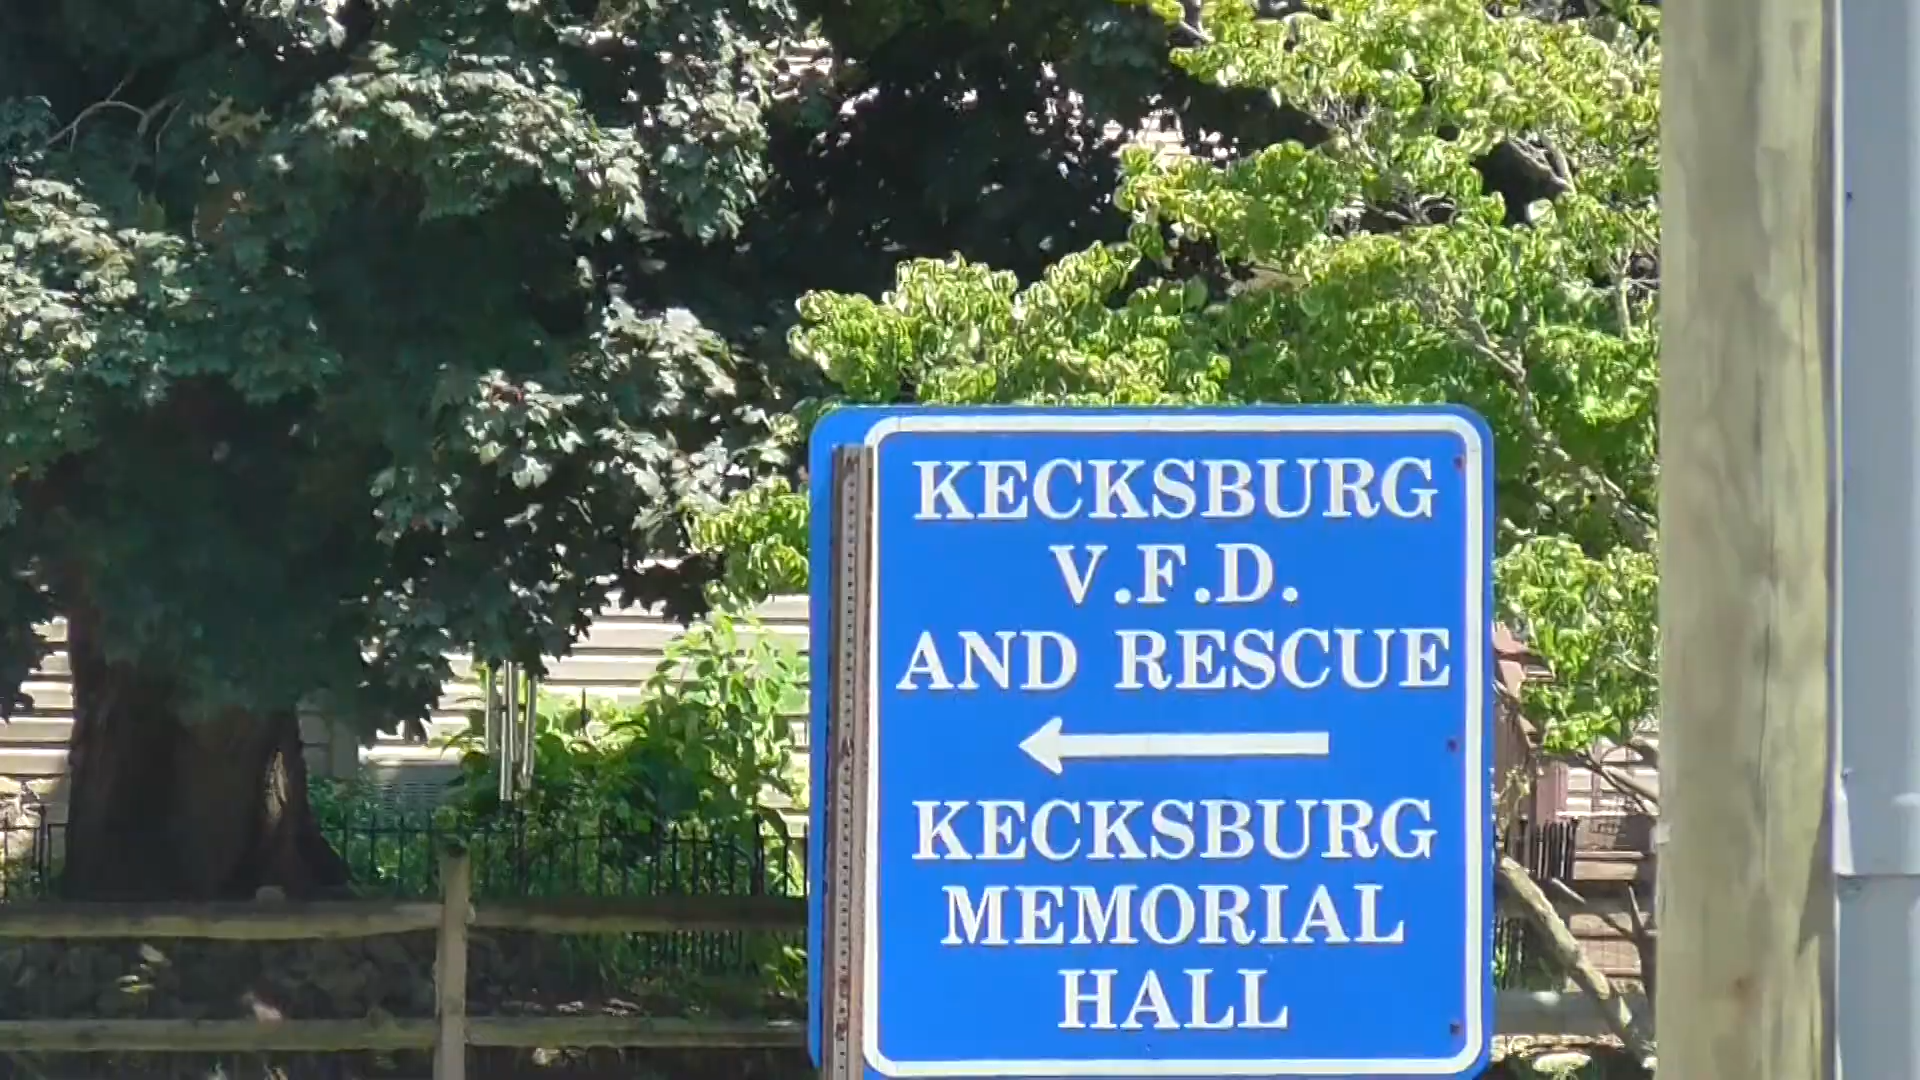 KECKSBURG
V.F.D.
AND RESCUE
KECKSBURG
MEMORIAL
HALL